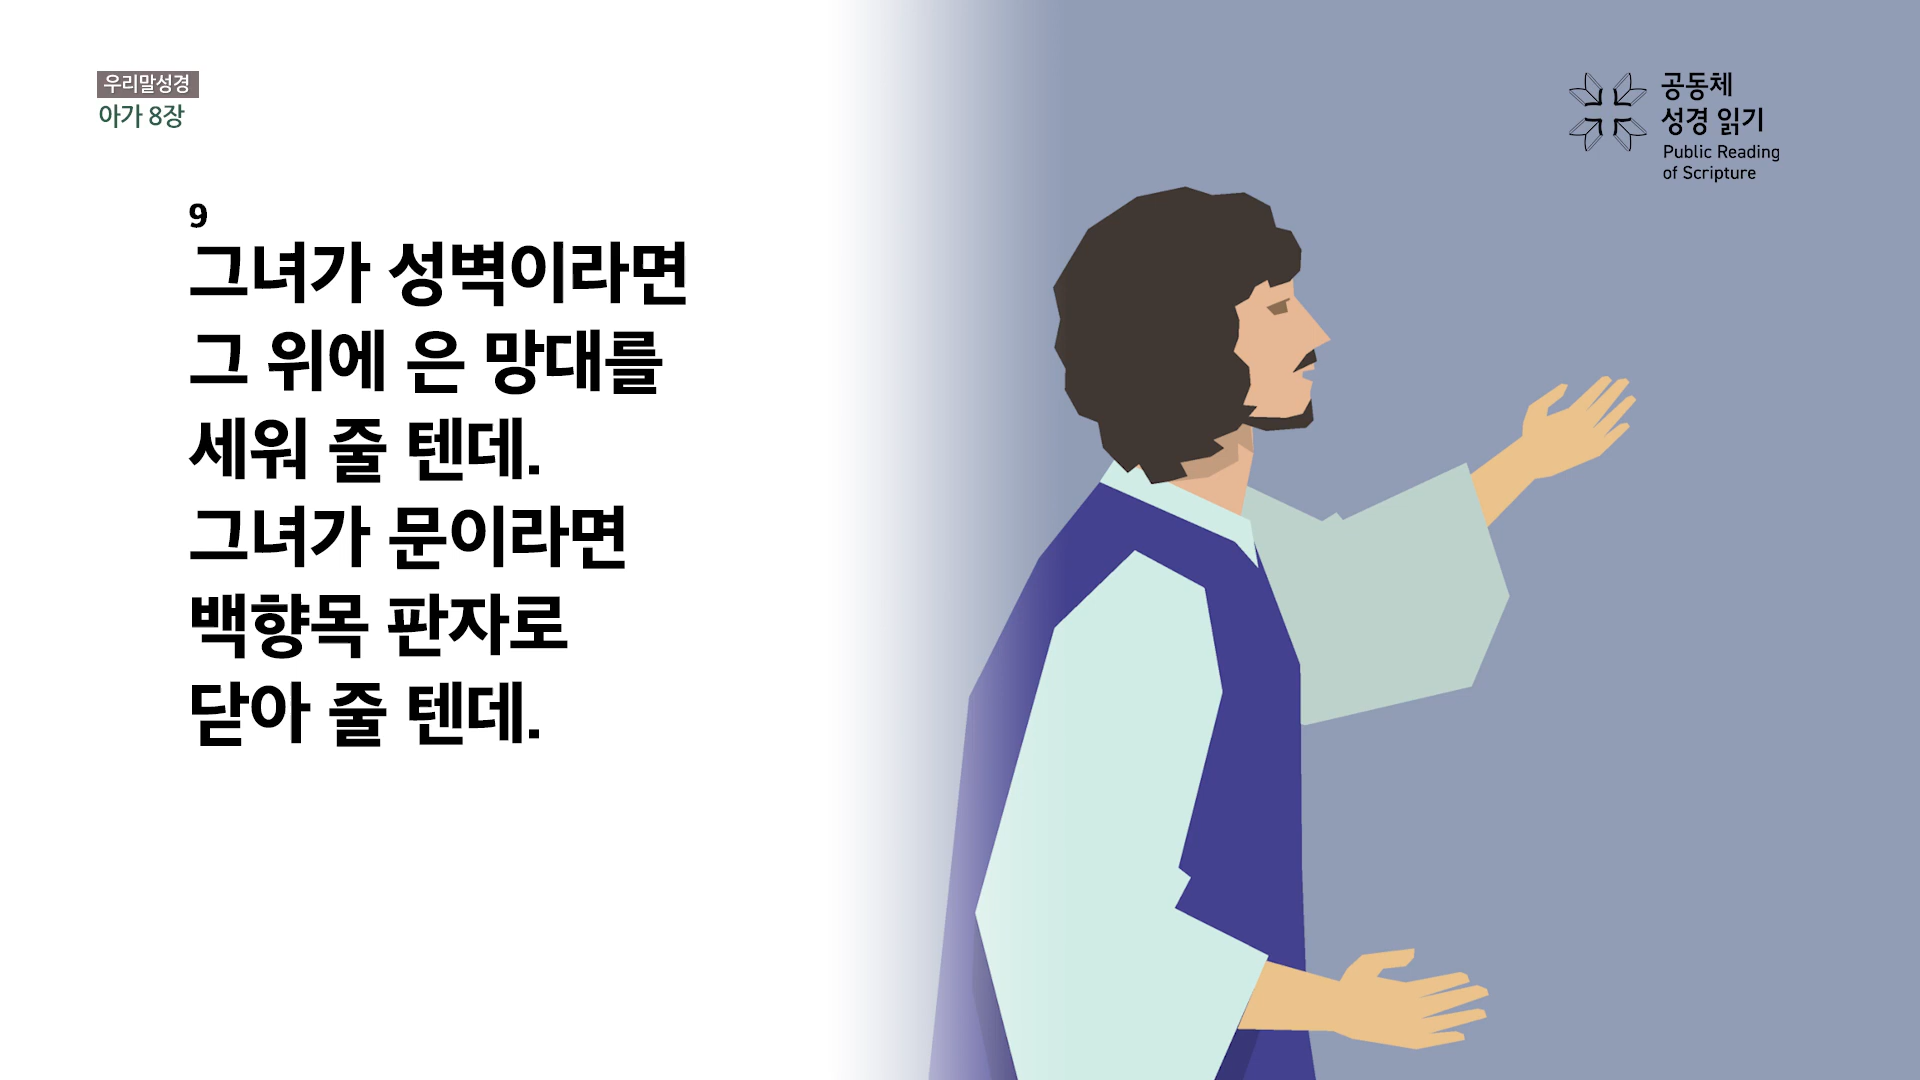 우리말성경
아가 8장
9
그녀가 성벽이라면
그 위에 은 망대를
세워 줄 텐데.
그녀가 문이라면
백향목 판자로
닫아 줄 텐데.
공동체
성경 읽기
Public Reading
of Scripture